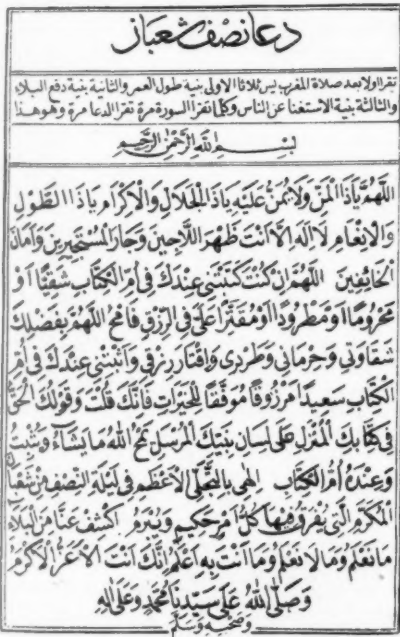 دعا نصف شعبان
تقرا اولا بعد صلاة المغرب يس ثلاثا الاولى بنية طول العمر والثانية بنية دفع البلاء
والثالثة بنية الاستغنا عن الناس وكلما تقرا السورة مرة تقرا الدعا مرة وهو هذا
بسم الله الرحمن الرحيم
اللهم يا ذا المن ولا يمن عليه يا ذا الجلال والاكرام يا ذا الطول
والانعام لا اله الا انت ظهر اللاجين وجار المستجيرين وامان
الخائفين اللهم ان كنت كتبتني عندك في ام الكتاب شقيا او
محروما او مطرودا او مقترا علي في الرزق فامح اللهم بفضلك
شقاوتي وحرماني وطردي واقتار رزقي واثبتني عندك في ام
الكتاب سعيدا مرزوقا موفقا للخيرات فانك قلت وقولك الحق
في كتابك المنزل على لسان نبيك المرسل يمح الله ما يشاء ويثبت
وعنده ام الكتاب الهي بالتجلي الاعظم في ليلة النصف من شعبان
المكرم التي يفرق فيها كل امر حكيم ويبرم اكشف عنا من البلاء
ما نعلم وما لا نعلم وما انت به اعلم انك انت الاعز الاكرم
وصلى الله على سيدنا محمد وعلى اله
وصحبه وسلم